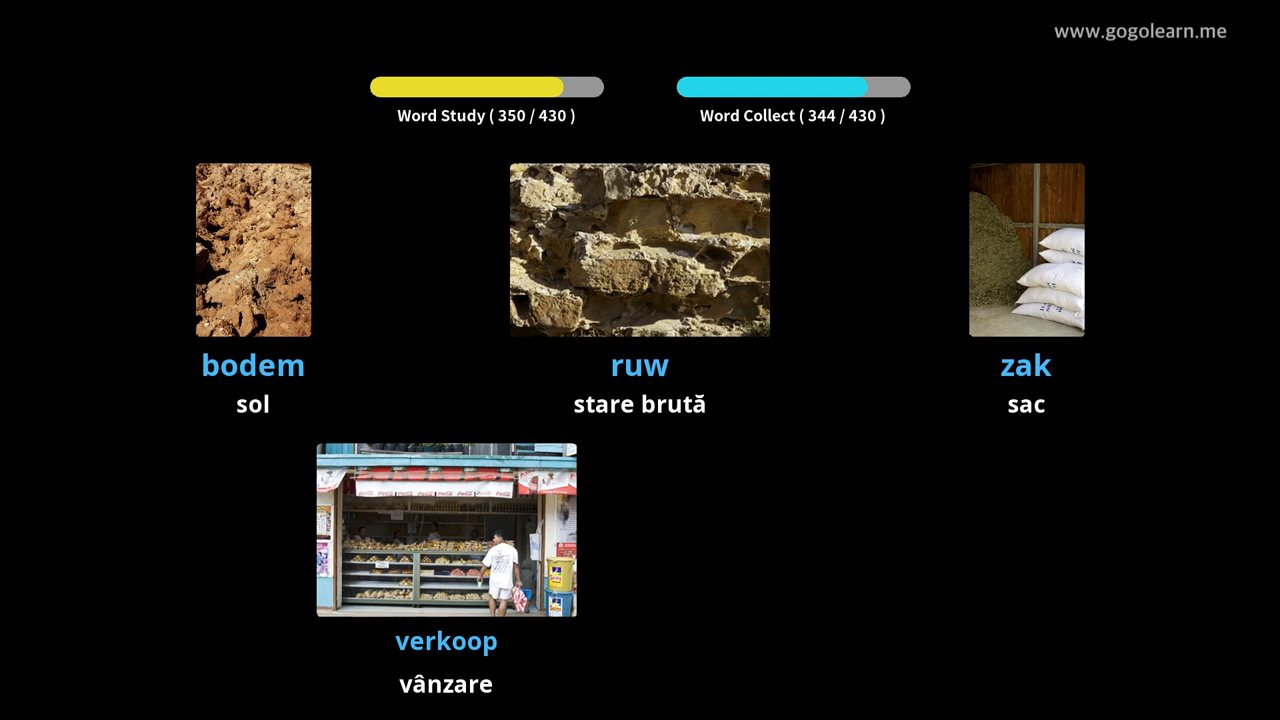 www.gogolearn.me
Word Study ( 350 / 430 )
Word Collect ( 344 / 430 )
bodem
ruw
zak
sol
stare brută
sac
verkoop
vânzare